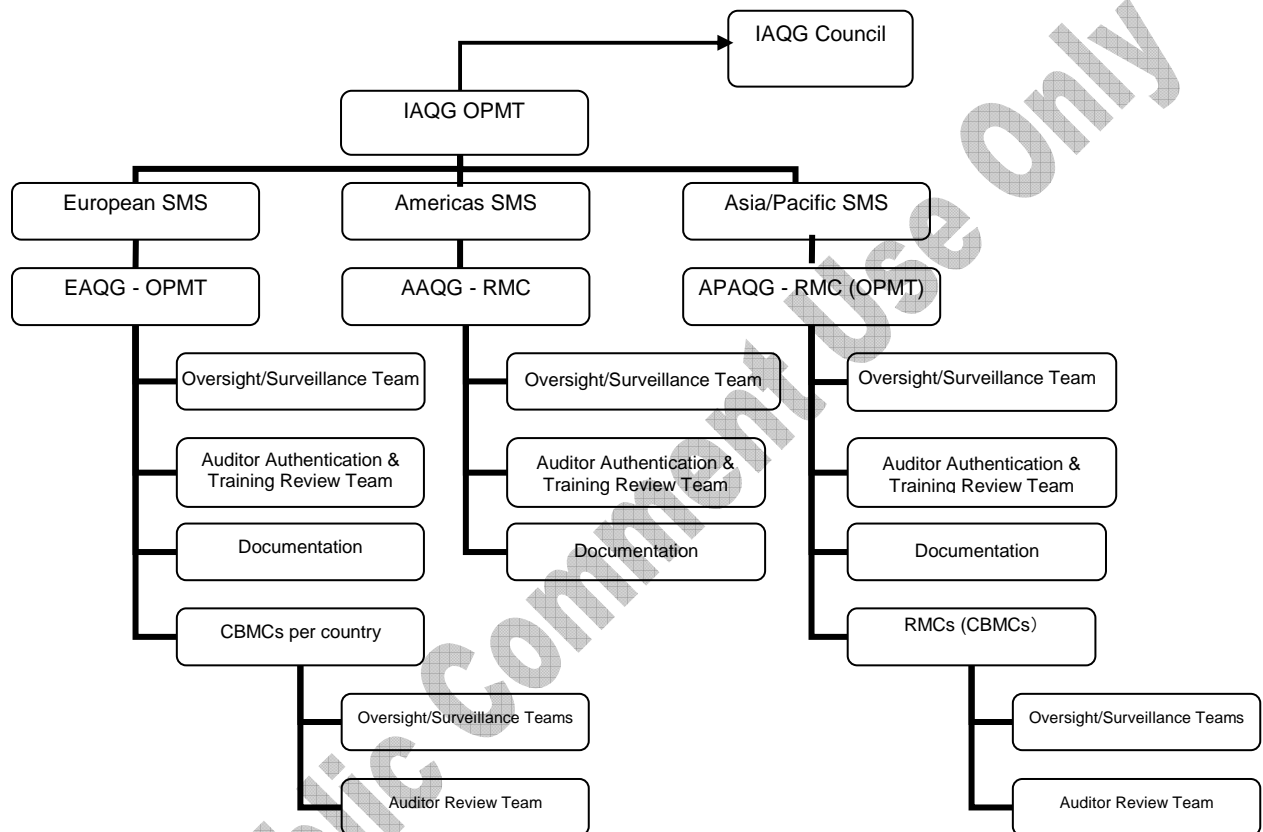 IAQG Council
IAQG OPMT
European SMS
Americas SMS
Asia/Pacific SMS
EAQG - OPMT
AAQG - RMC
APAQG - RMC (OPMT)
Oversight/Surveillance Team
Oversight/Surveillance Team
Oversight/Surveillance Team
Auditor Authentication &
Training Review Team
Auditor Authentication &
Training Review Team
Auditor Authentication &
Training Review Team
Documentation
Documentation
Documentation
CBMCs per country
RMCs (CBMCs）
Oversight/Surveillance Teams
Oversight/Surveillance Teams
Auditor Review Team
Auditor Review Team
Public Comment Use Only